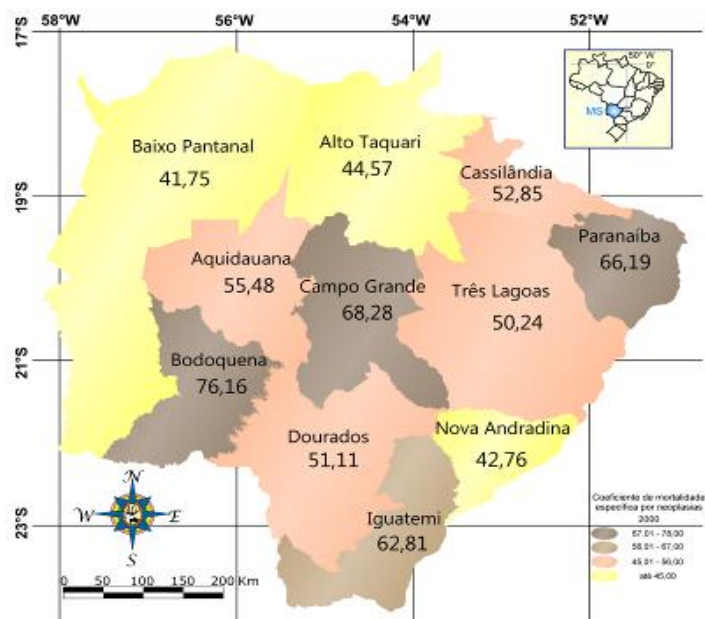 58°W 56°W 54°W 52°W
17°S
50° W
0°
MS
Baixo Pantanal
41,75
Alto Taquari
44,57
Cassilândia
52,85
19°S
Paranaíba
66,19
Aquidauana
55,48
Campo Grande
68,28
Três Lagoas
50,24
21°S
Bodoquena
76,16
Dourados
51,11
Nova Andradina
42,76
N
W E
S
23°S
Iguatemi
62,81
Coeficiente de mortalidade
específica por neoplasias
2000
67,01 - 78,00
56,01 - 67,00
45,01 - 56,00
até 45,00
0 50 100 150 200 Km